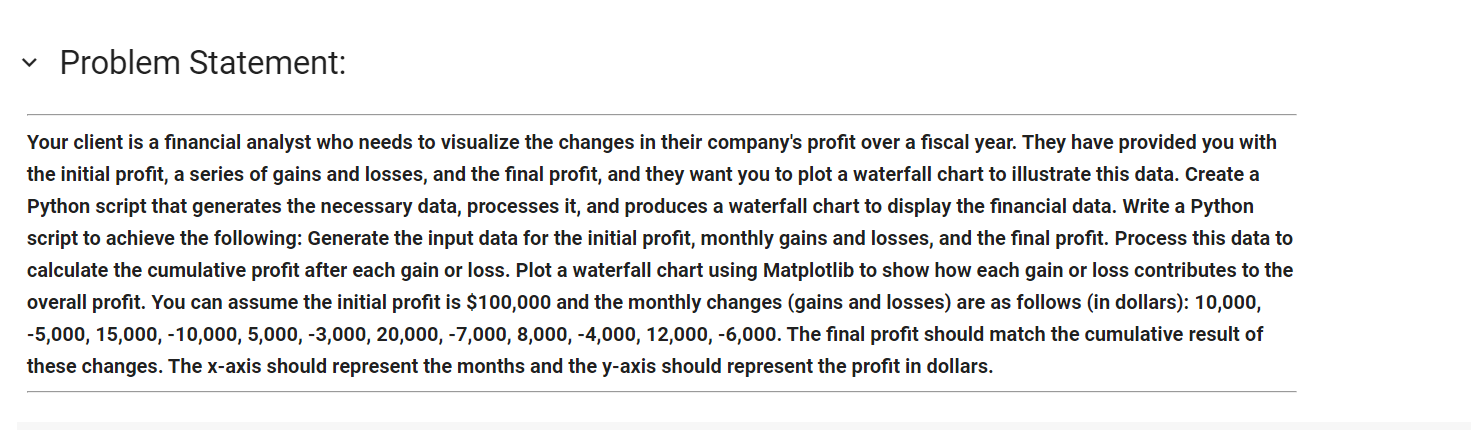 Problem Statement:
Your client is a financial analyst who needs to visualize the changes in their company's profit over a fiscal year. They have provided you with
the initial profit, a series of gains and losses, and the final profit, and they want you to plot a waterfall chart to illustrate this data. Create a
Python script that generates the necessary data, processes it, and produces a waterfall chart to display the financial data. Write a Python
script to achieve the following: Generate the input data for the initial profit, monthly gains and losses, and the final profit. Process this data to
calculate the cumulative profit after each gain or loss. Plot a waterfall chart using Matplotlib to show how each gain or loss contributes to the
overall profit. You can assume the initial profit is $100,000 and the monthly changes (gains and losses) are as follows (in dollars): 10,000,
-5,000, 15,000, -10,000, 5,000, -3,000, 20,000, -7,000, 8,000, -4,000, 12,000, -6,000. The final profit should match the cumulative result of
these changes. The x-axis should represent the months and the y-axis should represent the profit in dollars.